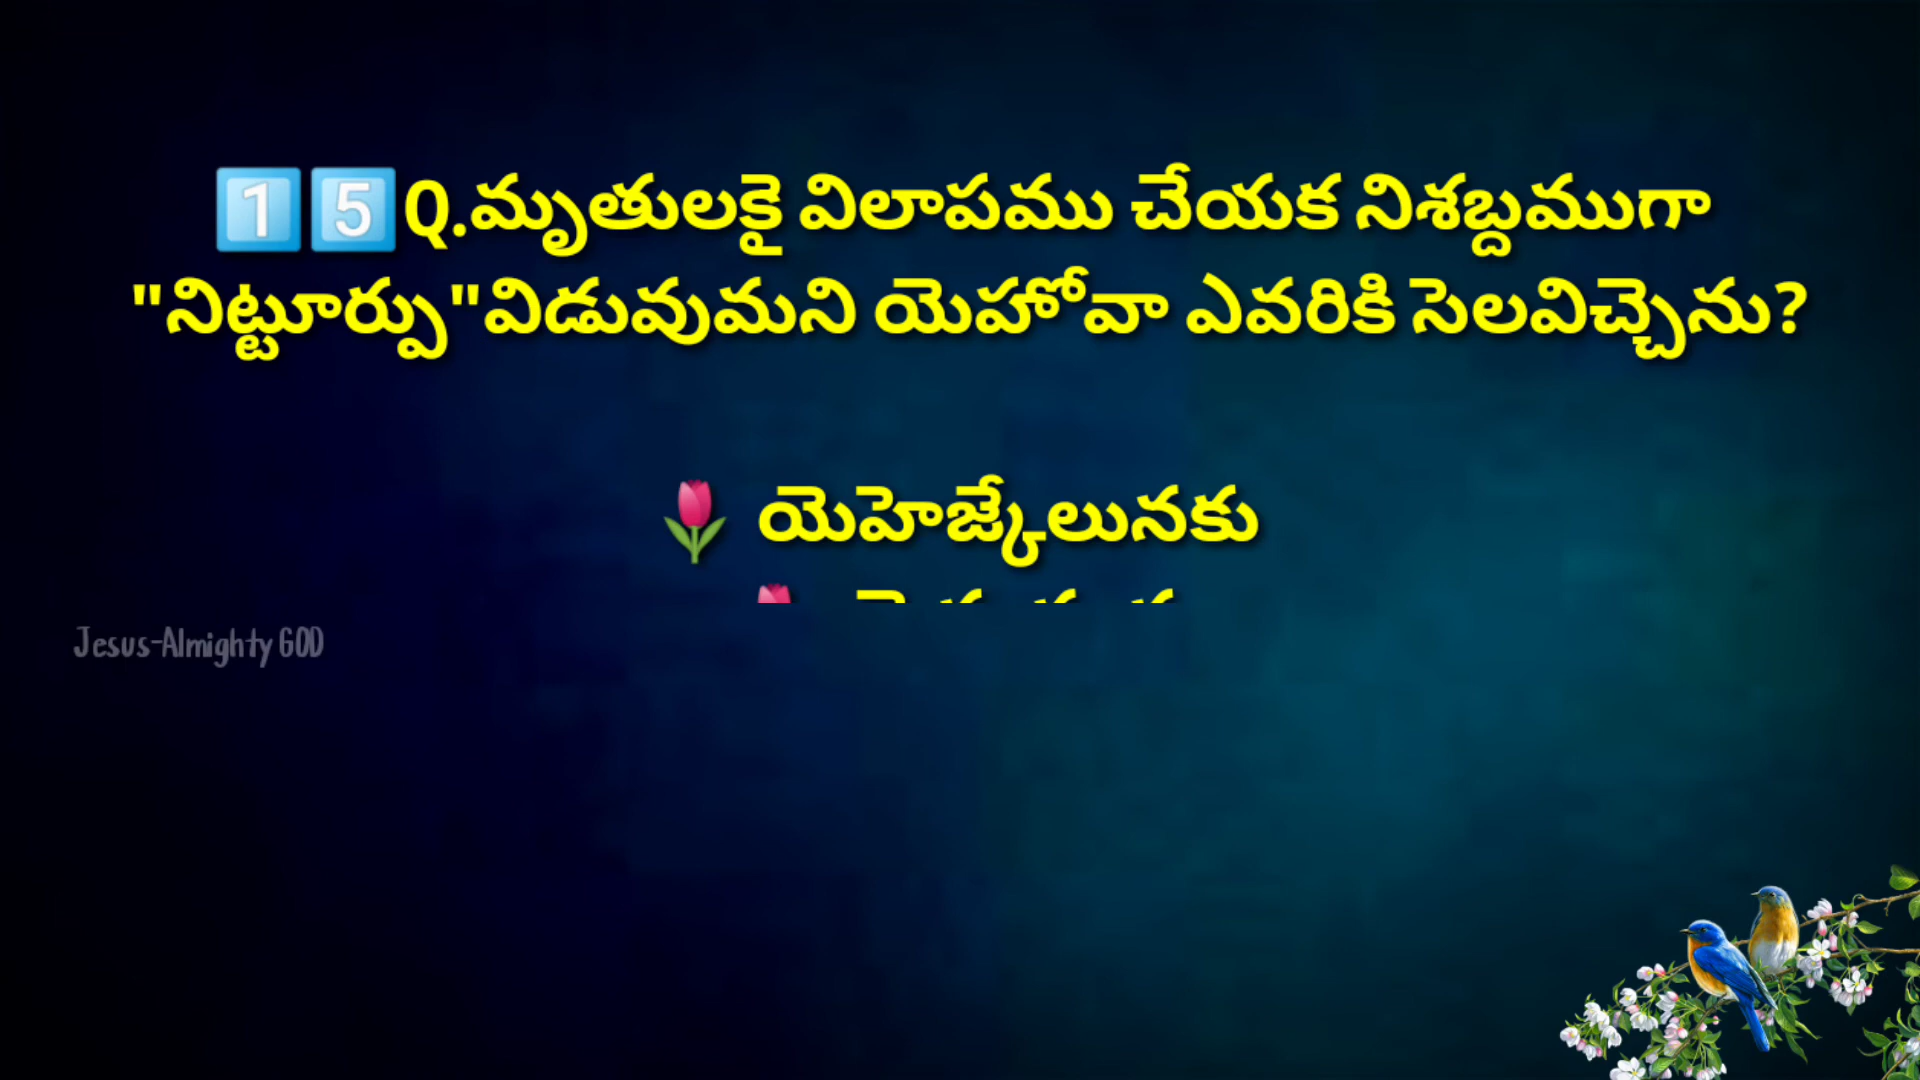 1️⃣5️⃣Q.మృతులకై విలాపము చేయక నిశబ్దముగా
"నిట్టూర్పు"విడువుమని యెహోవా ఎవరికి సెలవిచ్చెను?
🌷 యెహెజ్కేలునకు
Jesus-Almighty GOD